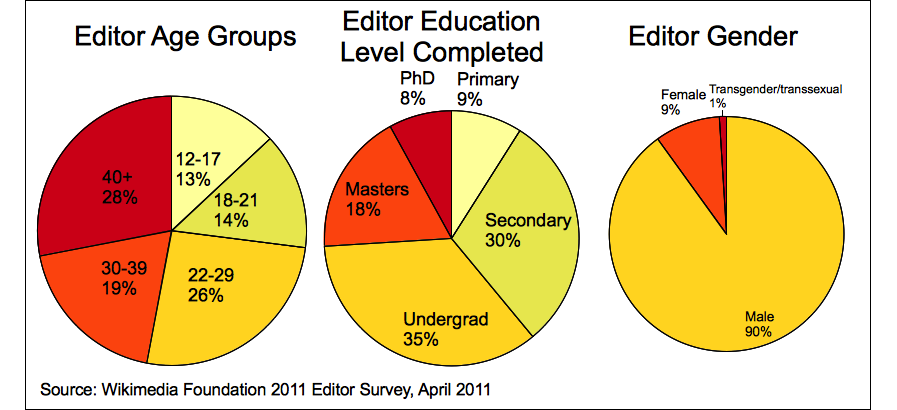 Editor Age Groups
12-17
13%
18-21
14%
22-29
26%
30-39
19%
40+
28%
Editor Education
Level Completed
Primary
9%
Secondary
30%
Undergrad
35%
Masters
18%
PhD
8%
Editor Gender
Female
9%
Transgender/transsexual
1%
Male
90%
Source: Wikimedia Foundation 2011 Editor Survey, April 2011